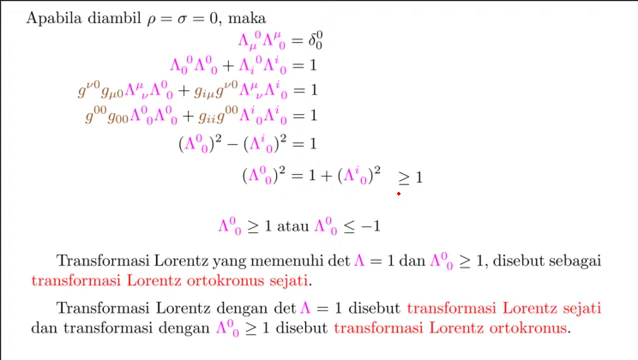 Apabila diambil ρ = σ = 0, maka
Λ_μ^0 Λ^μ_0 = δ^0_0
Λ_0^0 Λ^0_0 + Λ_i^0 Λ^i_0 = 1
g^{ν0} g_{μ0} Λ^μ_ν Λ^0_0 + g_{iμ} g^{ν0} Λ^μ_ν Λ^i_0 = 1
g^{00} g_{00} Λ^0_0 Λ^0_0 + g_{ii} g^{00} Λ^i_0 Λ^i_0 = 1
(Λ^0_0)^2 − (Λ^i_0)^2 = 1
(Λ^0_0)^2 = 1 + (Λ^i_0)^2 ≥ 1
Λ^0_0 ≥ 1 atau Λ^0_0 ≤ −1
Transformasi Lorentz yang memenuhi det Λ = 1 dan Λ^0_0 ≥ 1, disebut sebagai
transformasi Lorentz ortokronus sejati.
Transformasi Lorentz dengan det Λ = 1 disebut transformasi Lorentz sejati
dan transformasi dengan Λ^0_0 ≥ 1 disebut transformasi Lorentz ortokronus.